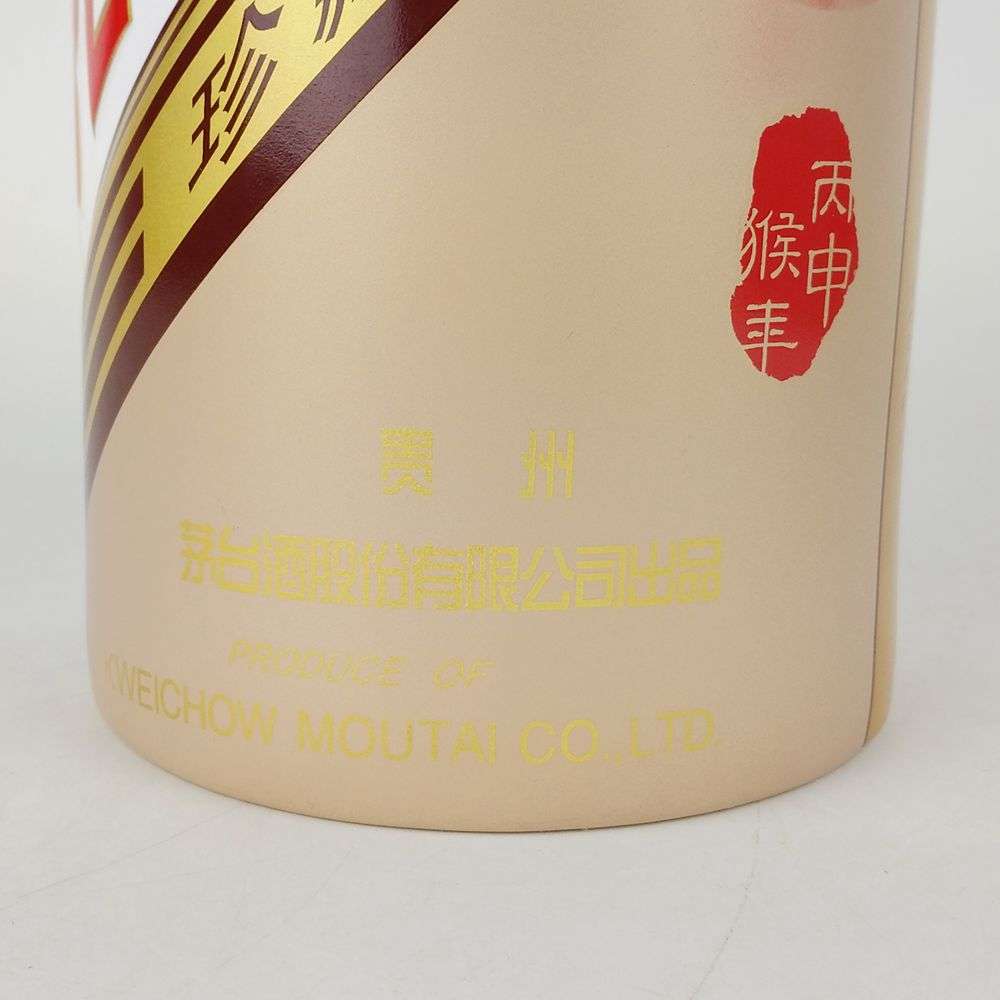 珍
丙申
猴年
贵 州
茅台酒股份有限公司出品
PRODUCE OF
KWEICHOW MOUTAI CO.,LTD.